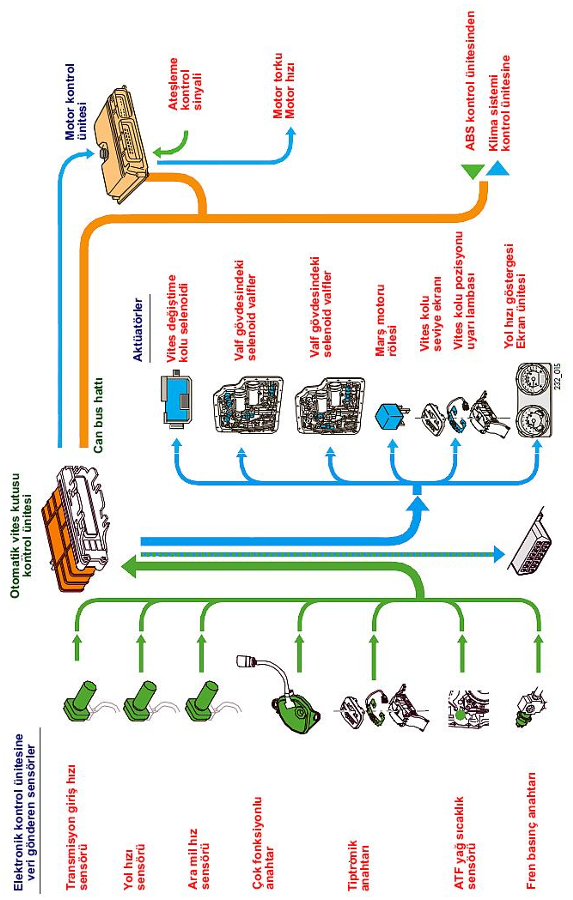 Elektronik kontrol ünitesine
veri gönderen sensörler
Transmisyon giriş hızı
sensörü
Yol hızı
sensörü
Ara mil hız
sensörü
Çok fonksiyonlu
anahtar
Tiptronik
anahtarı
ATF yağ sıcaklık
sensörü
Fren basınç anahtarı
Otomatik vites kutusu
kontrol ünitesi
Can bus hattı
Aktüatörler
Vites değiştime
kolu selenoidi
Valf gövdesindeki
selenoid valfler
Valf gövdesindeki
selenoid valfler
Marş motoru
rölesi
Vites kolu
seviye ekranı
Vites kolu pozisyonu
uyarı lambası
Yol hızı göstergesi
Ekran ünitesi
232_015
Motor kontrol
ünitesi
Ateşleme
kontrol
sinyali
Motor torku
Motor hızı
ABS kontrol ünitesinden
Klima sistemi
kontrol ünitesine